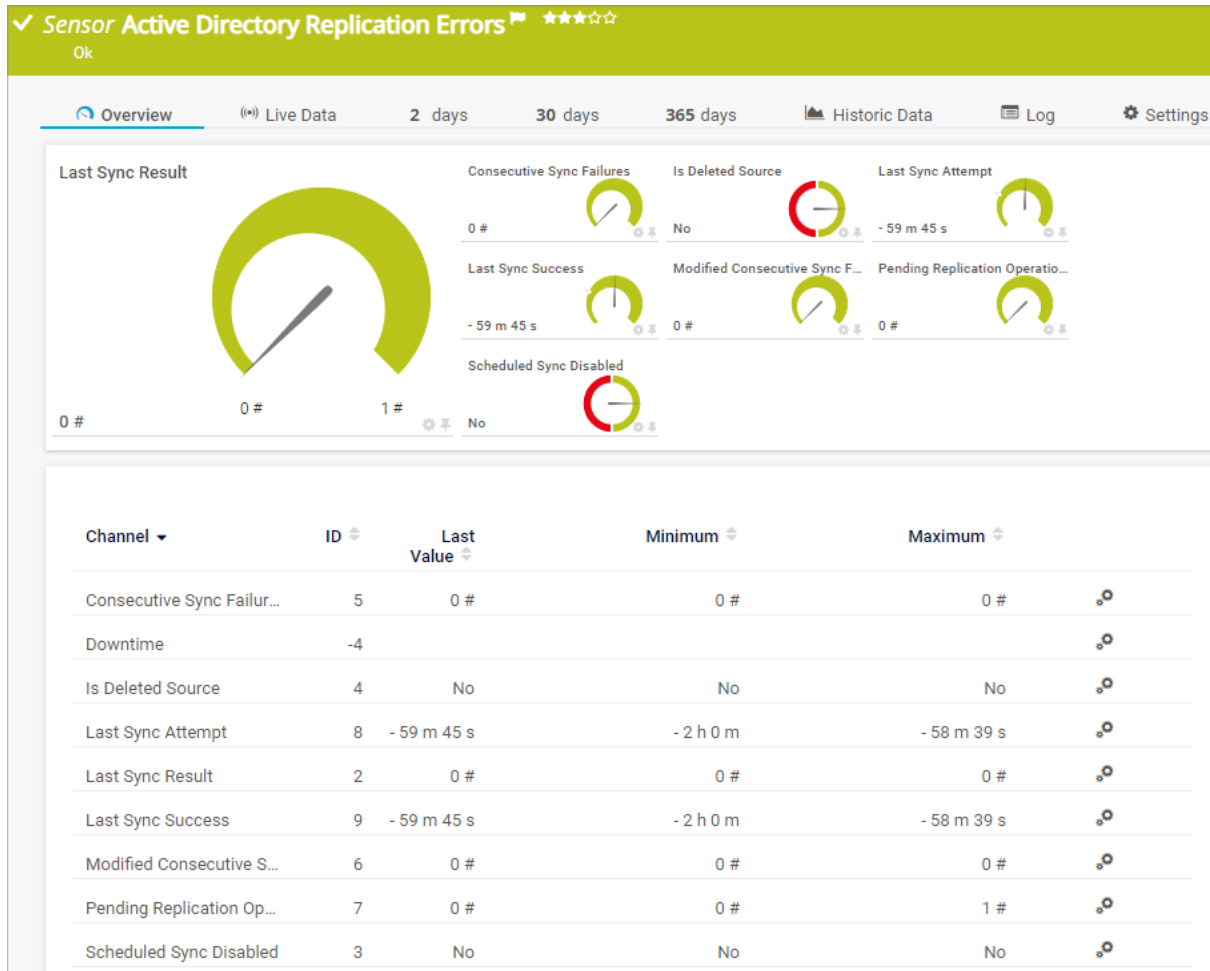 Sensor Active Directory Replication Errors
Ok
Overview Live Data 2 days 30 days 365 days Historic Data Log Settings
Last Sync Result
0 #
1 #
0 #
Consecutive Sync Failures
0 #
Is Deleted Source
No
Last Sync Attempt
- 59 m 45 s
Last Sync Success
- 59 m 45 s
Modified Consecutive Sync F...
0 #
Pending Replication Operatio...
0 #
Scheduled Sync Disabled
No
Channel ID Last Value Minimum Maximum
Consecutive Sync Failur... 5 0 # 0 # 0 #
Downtime -4
Is Deleted Source 4 No No No
Last Sync Attempt 8 - 59 m 45 s - 2 h 0 m - 58 m 39 s
Last Sync Result 2 0 # 0 # 0 #
Last Sync Success 9 - 59 m 45 s - 2 h 0 m - 58 m 39 s
Modified Consecutive S... 6 0 # 0 # 0 #
Pending Replication Op... 7 0 # 0 # 1 #
Scheduled Sync Disabled 3 No No No